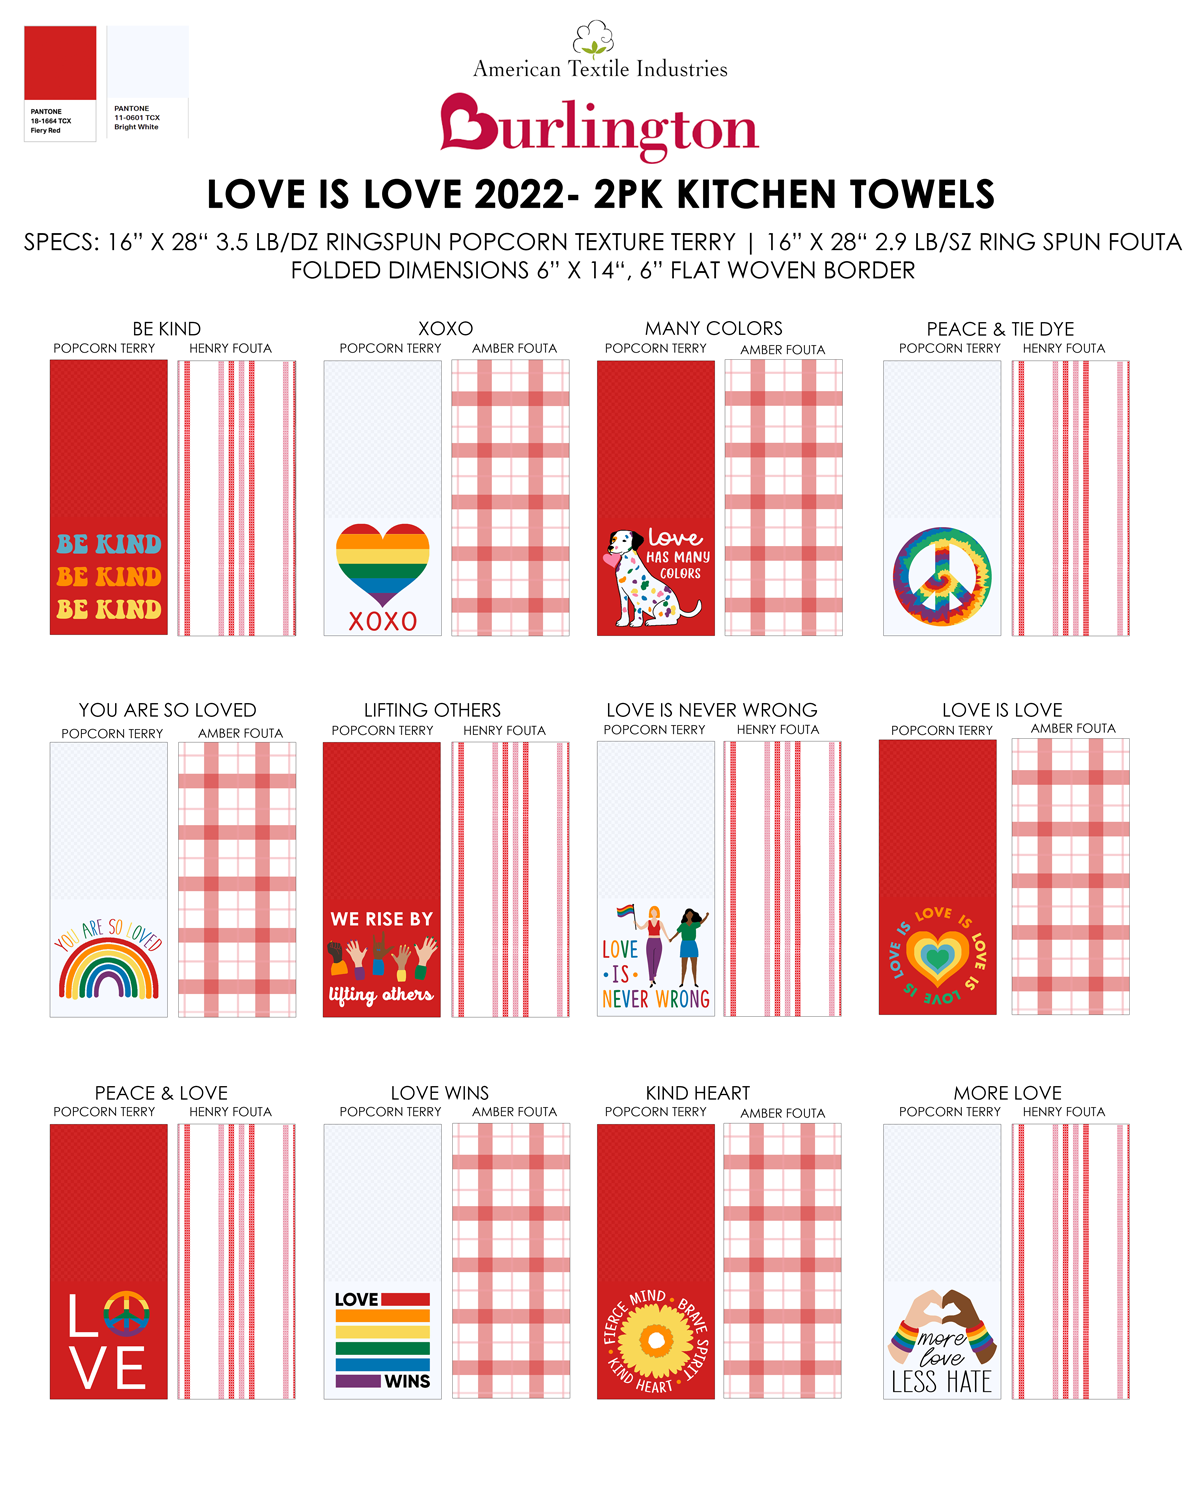 PANTONE
18-1664 TCX
Fiery Red
PANTONE
11-0601 TCX
Bright White
American Textile Industries
Burlington
LOVE IS LOVE 2022- 2PK KITCHEN TOWELS
SPECS: 16” X 28“ 3.5 LB/DZ RINGSPUN POPCORN TEXTURE TERRY | 16” X 28“ 2.9 LB/SZ RING SPUN FOUTA
FOLDED DIMENSIONS 6” X 14“, 6” FLAT WOVEN BORDER
BE KIND
POPCORN TERRY
HENRY FOUTA
BE KIND
BE KIND
BE KIND
XOXO
POPCORN TERRY
AMBER FOUTA
XOXO
MANY COLORS
POPCORN TERRY
AMBER FOUTA
Love
HAS MANY
COLORS
PEACE & TIE DYE
POPCORN TERRY
HENRY FOUTA
YOU ARE SO LOVED
POPCORN TERRY
AMBER FOUTA
YOU ARE SO LOVED
LIFTING OTHERS
POPCORN TERRY
HENRY FOUTA
WE RISE BY
lifting others
LOVE IS NEVER WRONG
POPCORN TERRY
HENRY FOUTA
LOVE
·IS·
NEVER WRONG
LOVE IS LOVE
POPCORN TERRY
AMBER FOUTA
LOVE IS LOVE IS LOVE IS LOVE IS
PEACE & LOVE
POPCORN TERRY
HENRY FOUTA
L
VE
LOVE WINS
POPCORN TERRY
AMBER FOUTA
LOVE
WINS
KIND HEART
POPCORN TERRY
AMBER FOUTA
FIERCE MIND · BRAVE SPIRIT · KIND HEART ·
MORE LOVE
POPCORN TERRY
HENRY FOUTA
more
love
LESS HATE